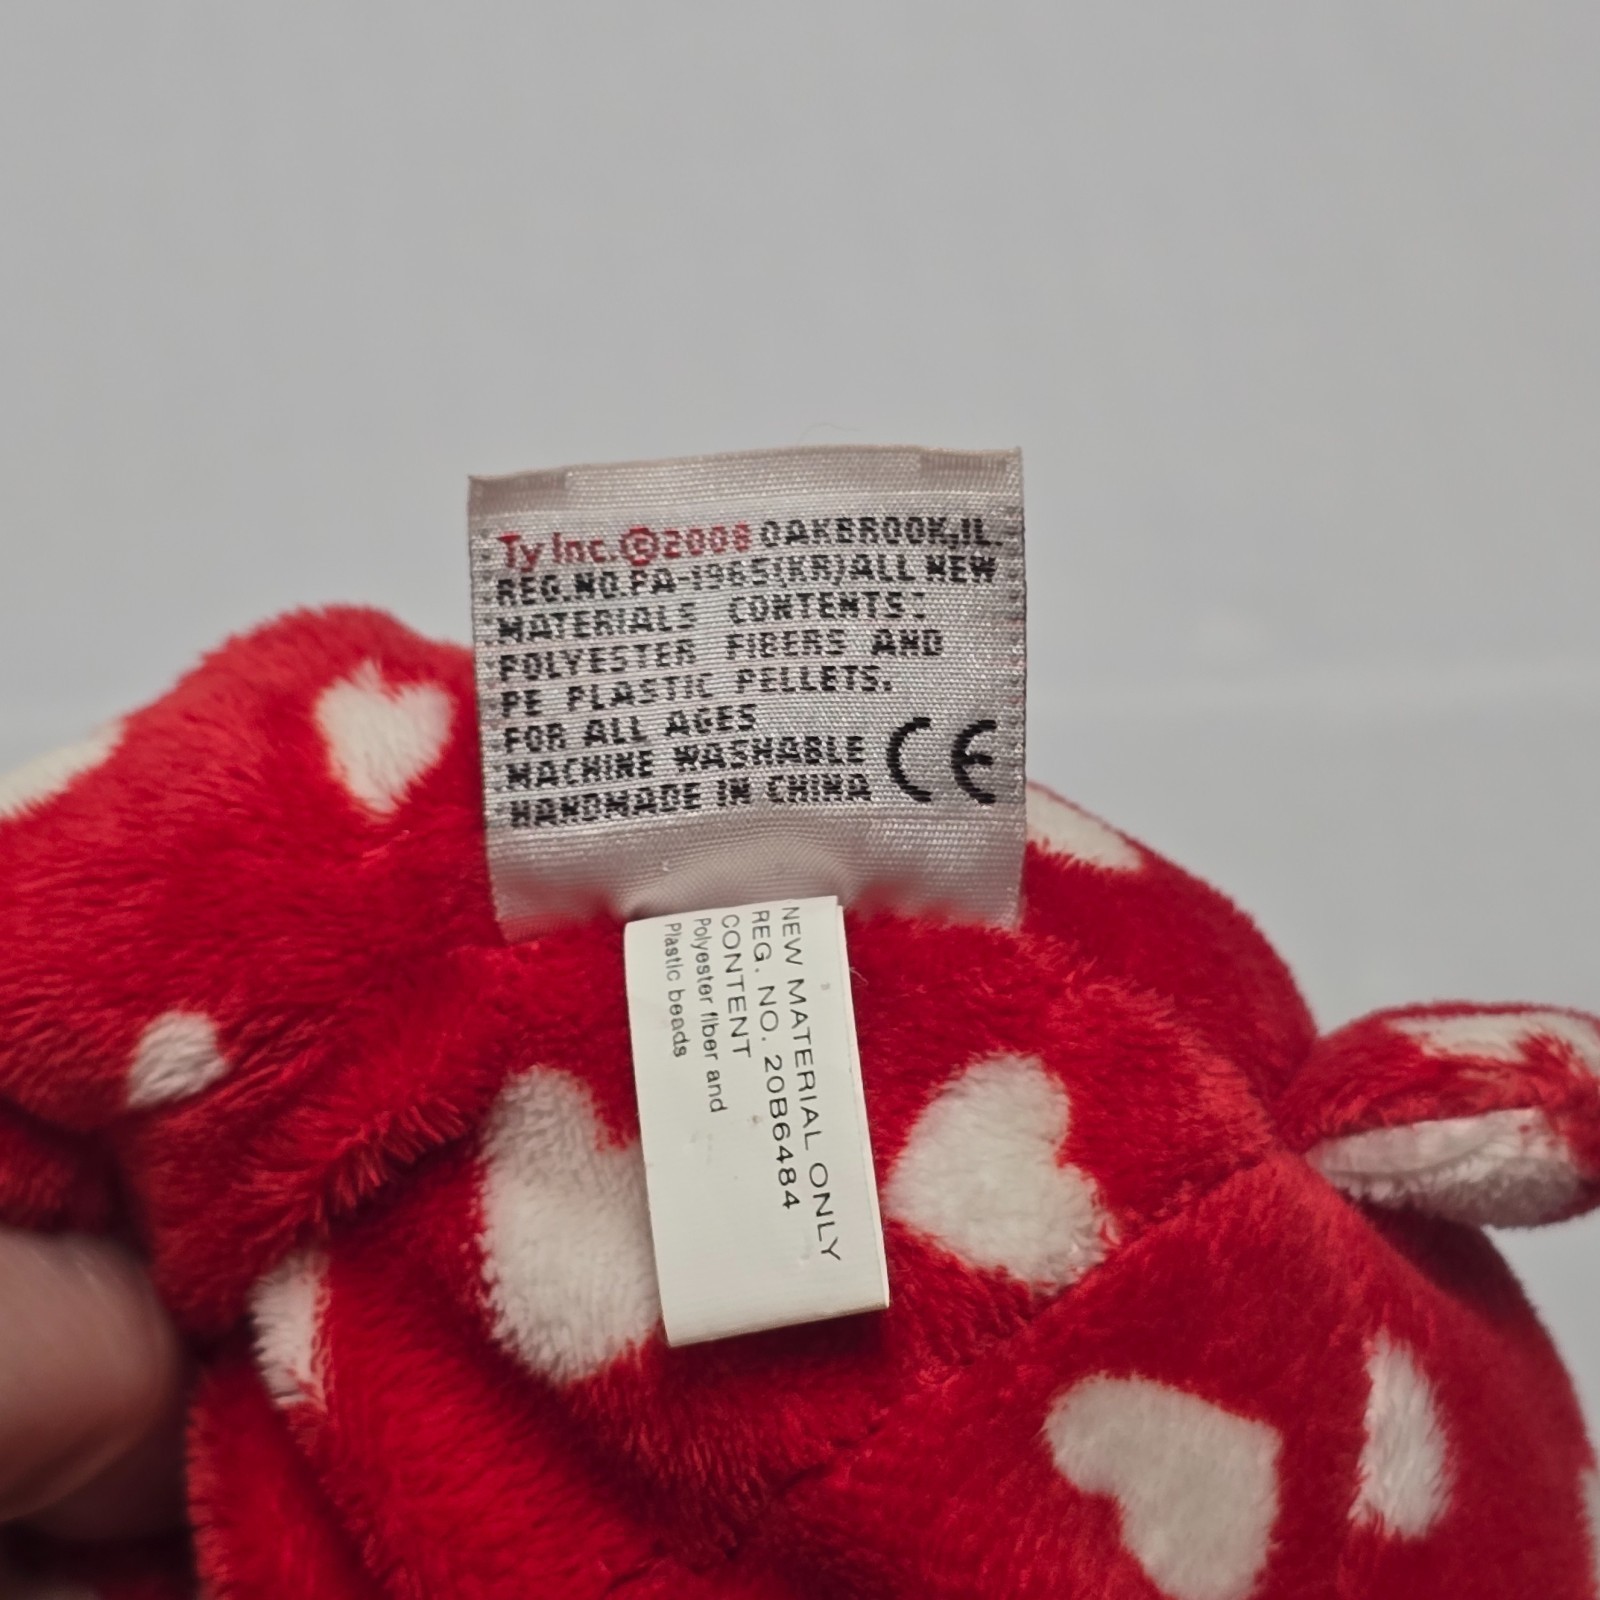 Ty Inc.©2008 OAKBROOK,IL.
REG.NO.PA-1965(KR)ALL NEW
MATERIALS CONTENTS:
POLYESTER FIBERS AND
PE PLASTIC PELLETS.
FOR ALL AGES
MACHINE WASHABLE
HANDMADE IN CHINA
CE
NEW MATERIAL ONLY
REG. NO. 20B6484
CONTENT
Polyester fiber and
Plastic beads